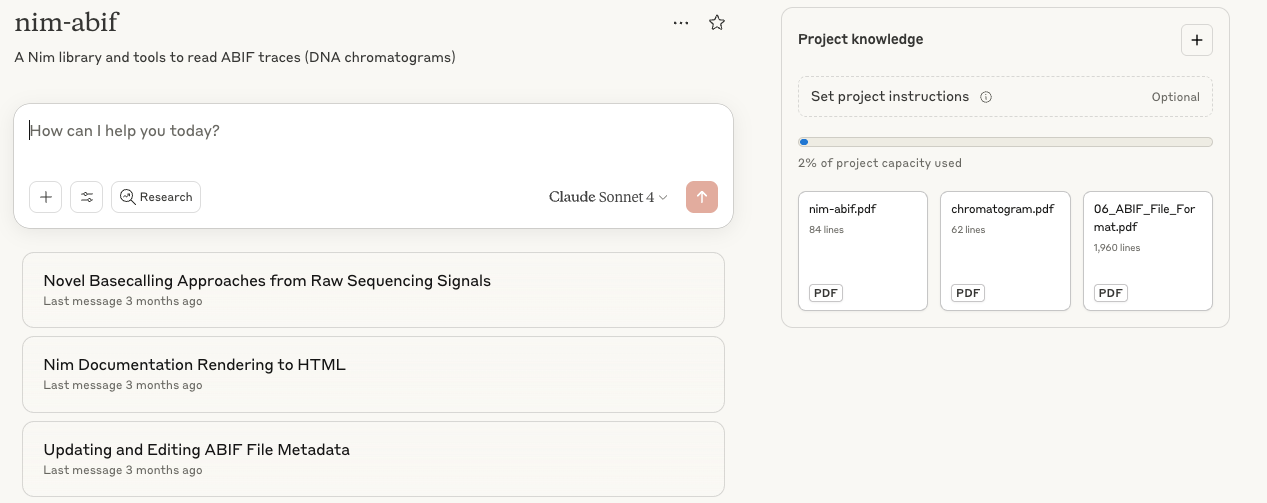 nim-abif
A Nim library and tools to read ABIF traces (DNA chromatograms)
How can I help you today?
Research
Claude Sonnet 4
Novel Basecalling Approaches from Raw Sequencing Signals
Last message 3 months ago
Nim Documentation Rendering to HTML
Last message 3 months ago
Updating and Editing ABIF File Metadata
Last message 3 months ago
Project knowledge
Set project instructions
Optional
2% of project capacity used
nim-abif.pdf
84 lines
PDF
chromatogram.pdf
62 lines
PDF
06_ABIF_File_For
mat.pdf
1,960 lines
PDF